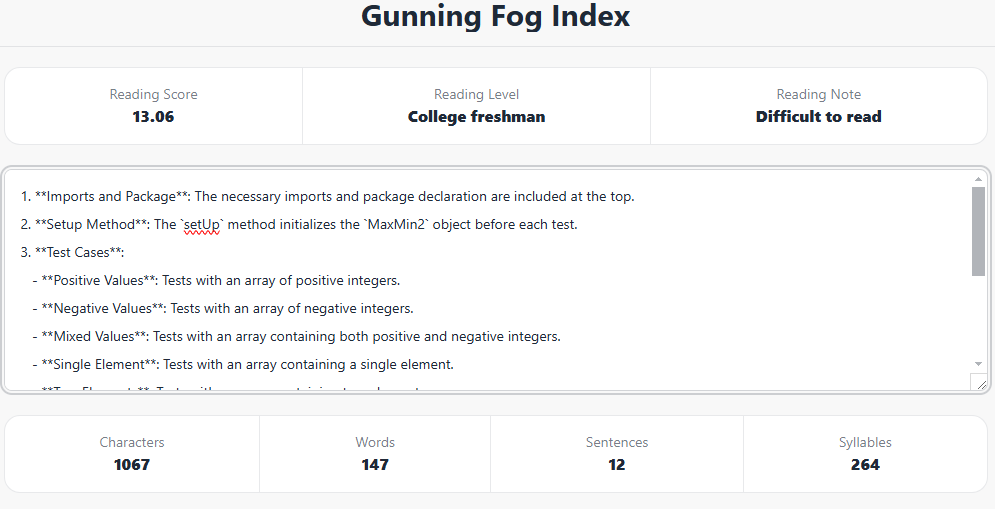 Gunning Fog Index
Reading Score
13.06
Reading Level
College freshman
Reading Note
Difficult to read
1. **Imports and Package**: The necessary imports and package declaration are included at the top.
2. **Setup Method**: The `setUp` method initializes the `MaxMin2` object before each test.
3. **Test Cases**:
- **Positive Values**: Tests with an array of positive integers.
- **Negative Values**: Tests with an array of negative integers.
- **Mixed Values**: Tests with an array containing both positive and negative integers.
- **Single Element**: Tests with an array containing a single element.
Characters
1067
Words
147
Sentences
12
Syllables
264